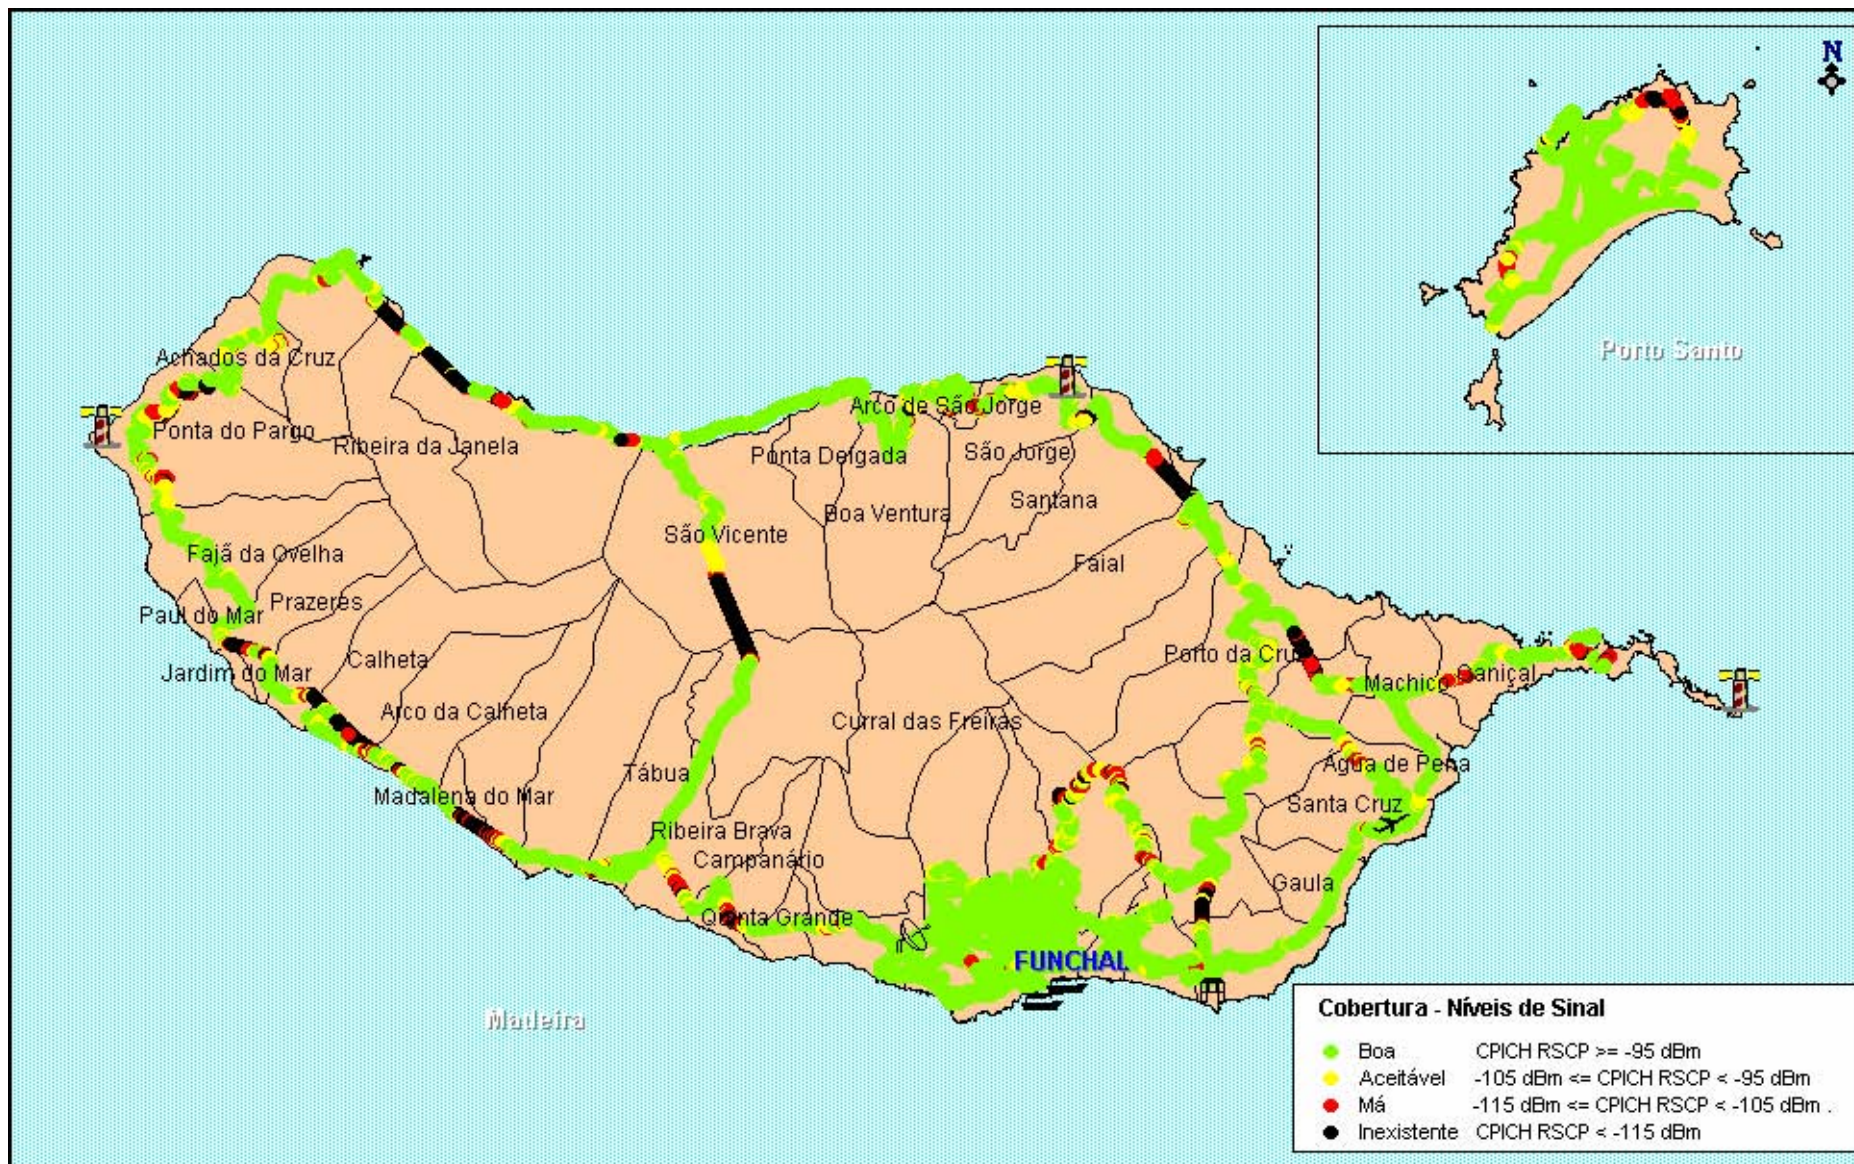 N
Porto Santo
Achados da Cruz
Ponta do Pargo
Ribeira da Janela
Arco de São Jorge
Ponta Delgada
São Jorge
Santana
Boa Ventura
São Vicente
Faial
Fajã da Ovelha
Prazeres
Paul do Mar
Calheta
Jardim do Mar
Porto da Cruz
Machico
Caniçal
Arco da Calheta
Curral das Freiras
Tábua
Água de Pena
Madalena do Mar
Santa Cruz
Ribeira Brava
Campanário
Gaula
Quinta Grande
FUNCHAL
Madeira
Cobertura - Níveis de Sinal
Boa CPICH RSCP >= -95 dBm
Aceitável -105 dBm <= CPICH RSCP < -95 dBm
Má -115 dBm <= CPICH RSCP < -105 dBm .
Inexistente CPICH RSCP < -115 dBm